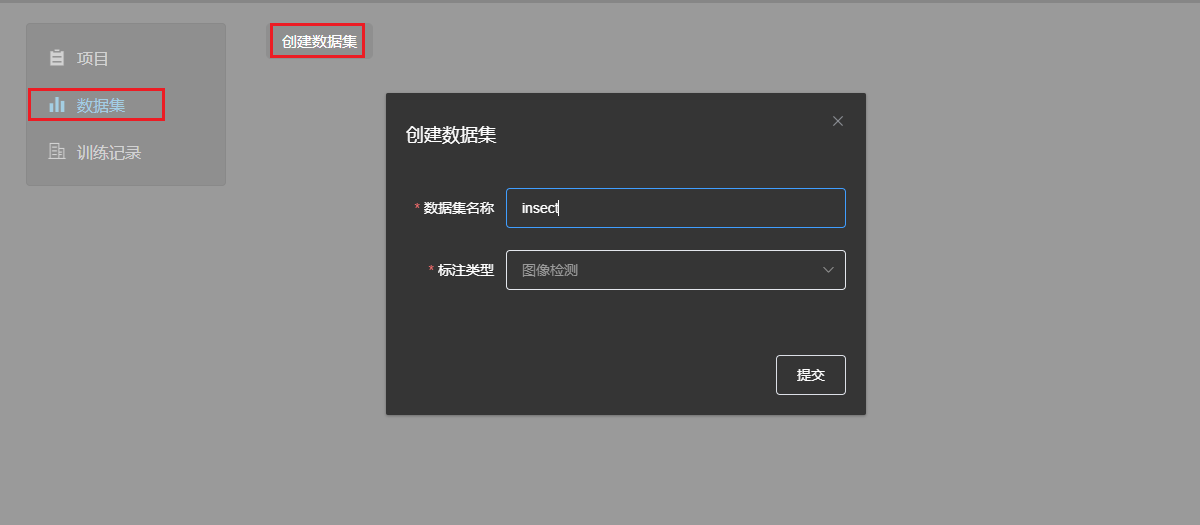 项目
数据集
训练记录
创建数据集
创建数据集
* 数据集名称
insect
* 标注类型
图像检测
提交